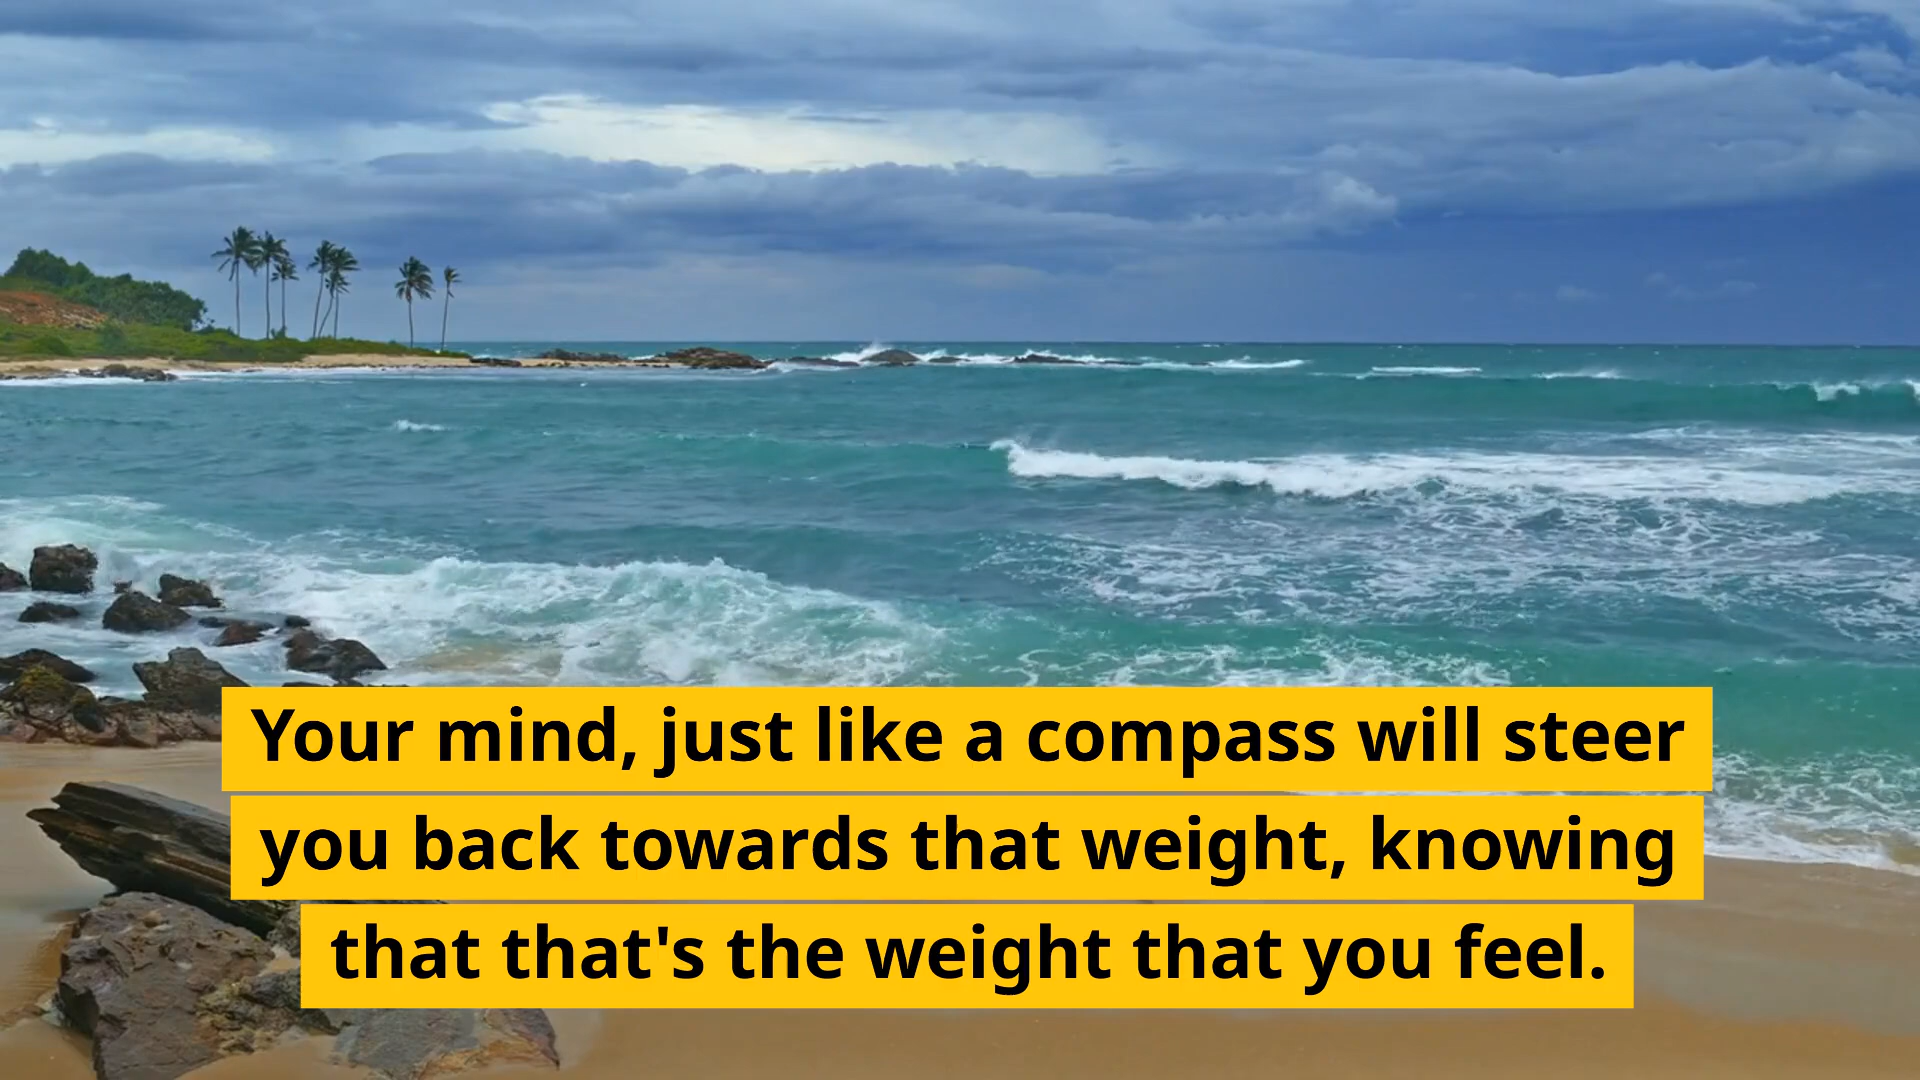 Your mind, just like a compass will steer
you back towards that weight, knowing
that that's the weight that you feel.